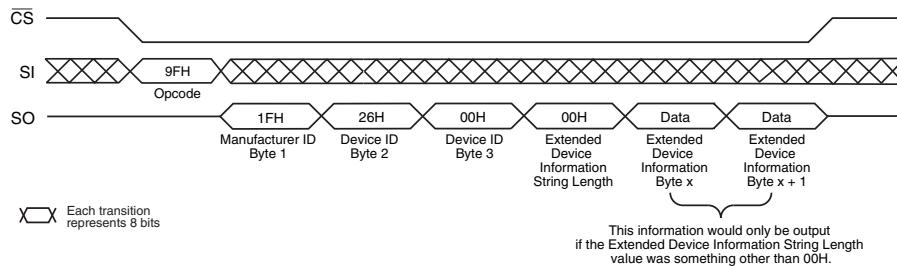 CS
SI
9FH
Opcode
SO
1FH
26H
00H
00H
Data
Data
Manufacturer ID
Byte 1
Device ID
Byte 2
Device ID
Byte 3
Extended
Device
Information
String Length
Extended
Device
Information
Byte x
Extended
Device
Information
Byte x + 1
Each transition
represents 8 bits
This information would only be output
if the Extended Device Information String Length
value was something other than 00H.